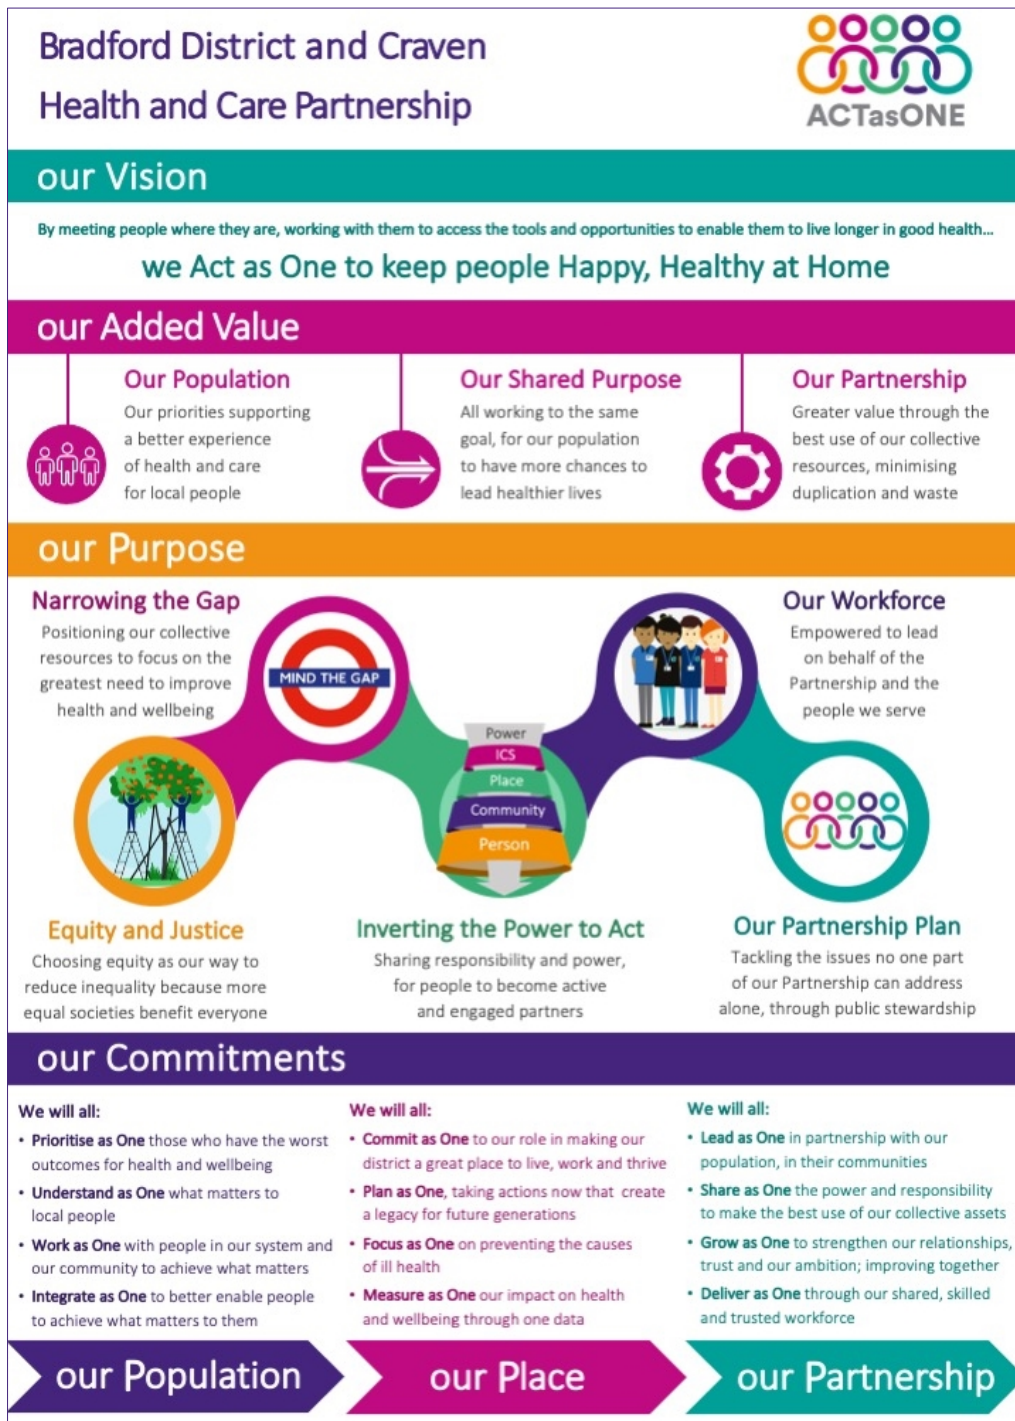 Bradford District and Craven
Health and Care Partnership
ACTasONE
our Vision
By meeting people where they are, working with them to access the tools and opportunities to enable them to live longer in good health...
we Act as One to keep people Happy, Healthy at Home
our Added Value
Our Population
Our priorities supporting
a better experience
of health and care
for local people
Our Shared Purpose
All working to the same
goal, for our population
to have more chances to
lead healthier lives
Our Partnership
Greater value through the
best use of our collective
resources, minimising
duplication and waste
our Purpose
Narrowing the Gap
Positioning our collective
resources to focus on the
greatest need to improve
health and wellbeing
MIND THE GAP
Our Workforce
Empowered to lead
on behalf of the
Partnership and the
people we serve
Power
ICS
Place
Community
Person
Equity and Justice
Choosing equity as our way to
reduce inequality because more
equal societies benefit everyone
Inverting the Power to Act
Sharing responsibility and power,
for people to become active
and engaged partners
Our Partnership Plan
Tackling the issues no one part
of our Partnership can address
alone, through public stewardship
our Commitments
We will all:
• Prioritise as One those who have the worst
outcomes for health and wellbeing
• Understand as One what matters to
local people
• Work as One with people in our system and
our community to achieve what matters
• Integrate as One to better enable people
to achieve what matters to them
We will all:
• Commit as One to our role in making our
district a great place to live, work and thrive
• Plan as One, taking actions now that create
a legacy for future generations
• Focus as One on preventing the causes
of ill health
• Measure as One our impact on health
and wellbeing through one data
We will all:
• Lead as One in partnership with our
population, in their communities
• Share as One the power and responsibility
to make the best use of our collective assets
• Grow as One to strengthen our relationships,
trust and our ambition; improving together
• Deliver as One through our shared, skilled
and trusted workforce
our Population
our Place
our Partnership